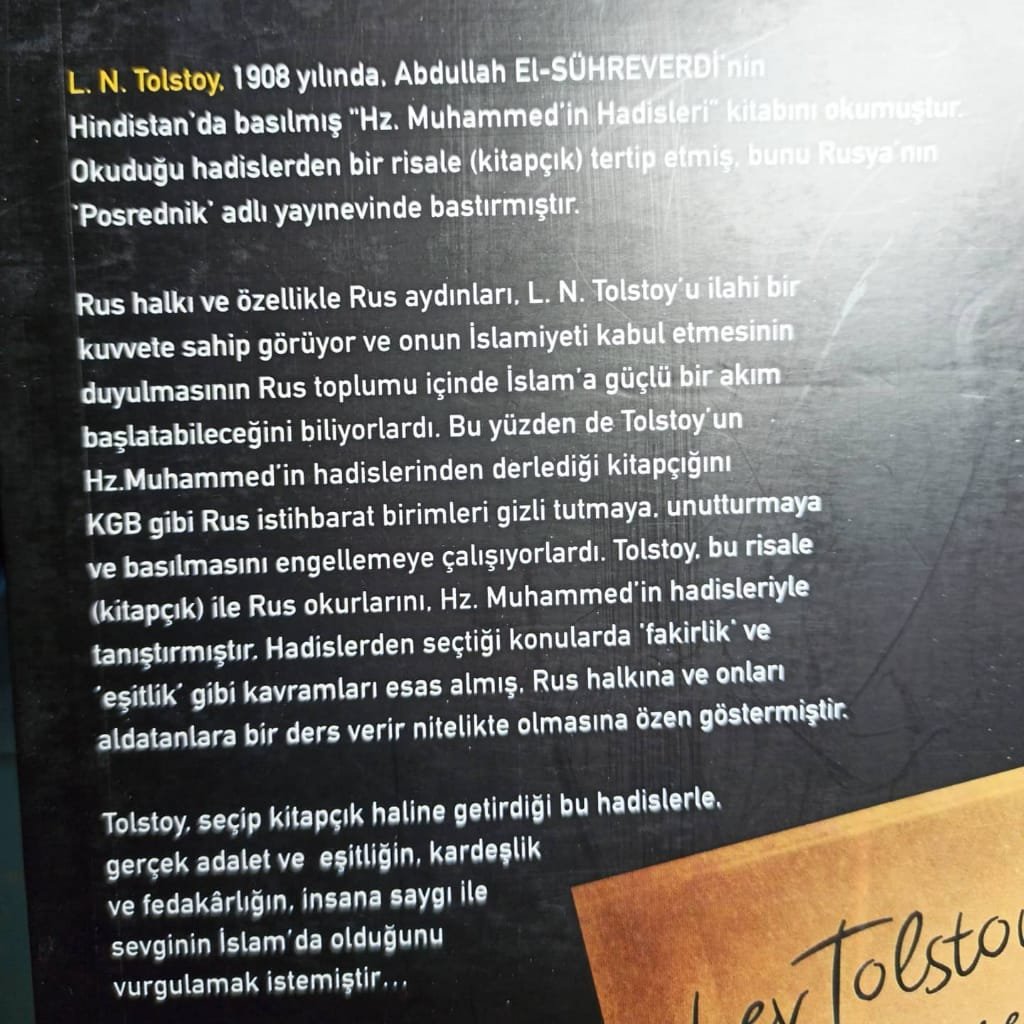 L. N. Tolstoy, 1908 yılında, Abdullah El-SÜHREVERDİ'nin
Hindistan'da basılmış "Hz. Muhammed'in Hadisleri" kitabını okumuştur.
Okuduğu hadislerden bir risale (kitapçık) tertip etmiş, bunu Rusya'nın
'Posrednik' adlı yayınevinde bastırmıştır.
Rus halkı ve özellikle Rus aydınları, L. N. Tolstoy'u ilahi bir
kuvvete sahip görüyor ve onun İslamiyeti kabul etmesinin
duyulmasının Rus toplumu içinde İslam'a güçlü bir akım
başlatabileceğini biliyorlardı. Bu yüzden de Tolstoy'un
Hz.Muhammed'in hadislerinden derlediği kitapçığını
KGB gibi Rus istihbarat birimleri gizli tutmaya, unutturmaya
ve basılmasını engellemeye çalışıyorlardı. Tolstoy, bu risale
(kitapçık) ile Rus okurlarını, Hz. Muhammed'in hadisleriyle
tanıştırmıştır. Hadislerden seçtiği konularda 'fakirlik' ve
'eşitlik' gibi kavramları esas almış, Rus halkına ve onları
aldatanlara bir ders verir nitelikte olmasına özen göstermiştir.
Tolstoy, seçip kitapçık haline getirdiği bu hadislerle,
gerçek adalet ve eşitliğin, kardeşlik
ve fedakârlığın, insana saygı ile
sevginin İslam'da olduğunu
vurgulamak istemiştir...
Lev Tolstoy